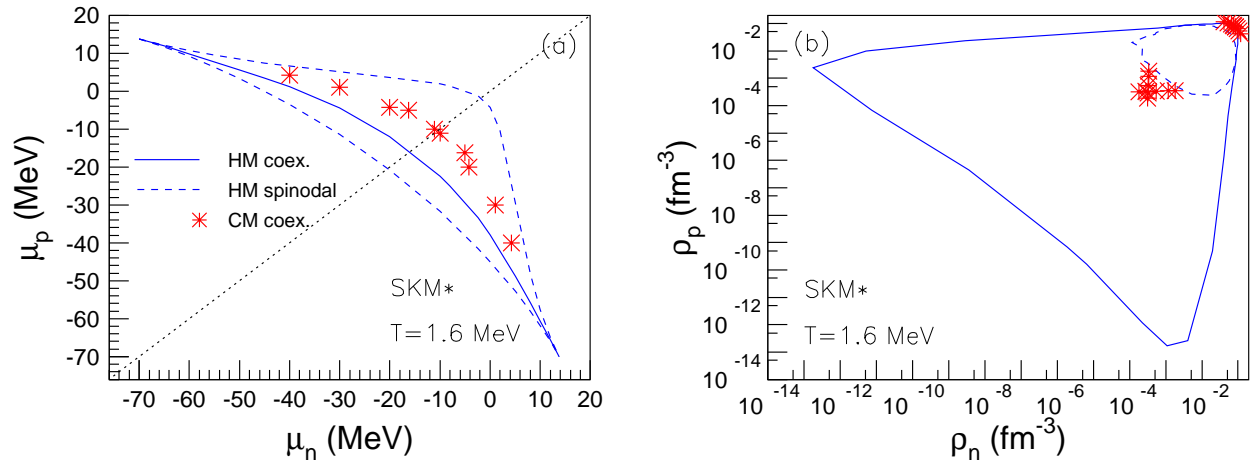 20
10
0
-10
-20
-30
-40
-50
-60
-70
μp (MeV)
(a)
HM coex.
HM spinodal
CM coex.
SKM*
T=1.6 MeV
-70 -60 -50 -40 -30 -20 -10 0 10 20
μn (MeV)
10^-2
10^-4
10^-6
10^-8
10^-10
10^-12
10^-14
10
ρp (fm^-3)
(b)
SKM*
T=1.6 MeV
10^-14 10^-12 10^-10 10^-8 10^-6 10^-4 10^-2
10
ρn (fm^-3)